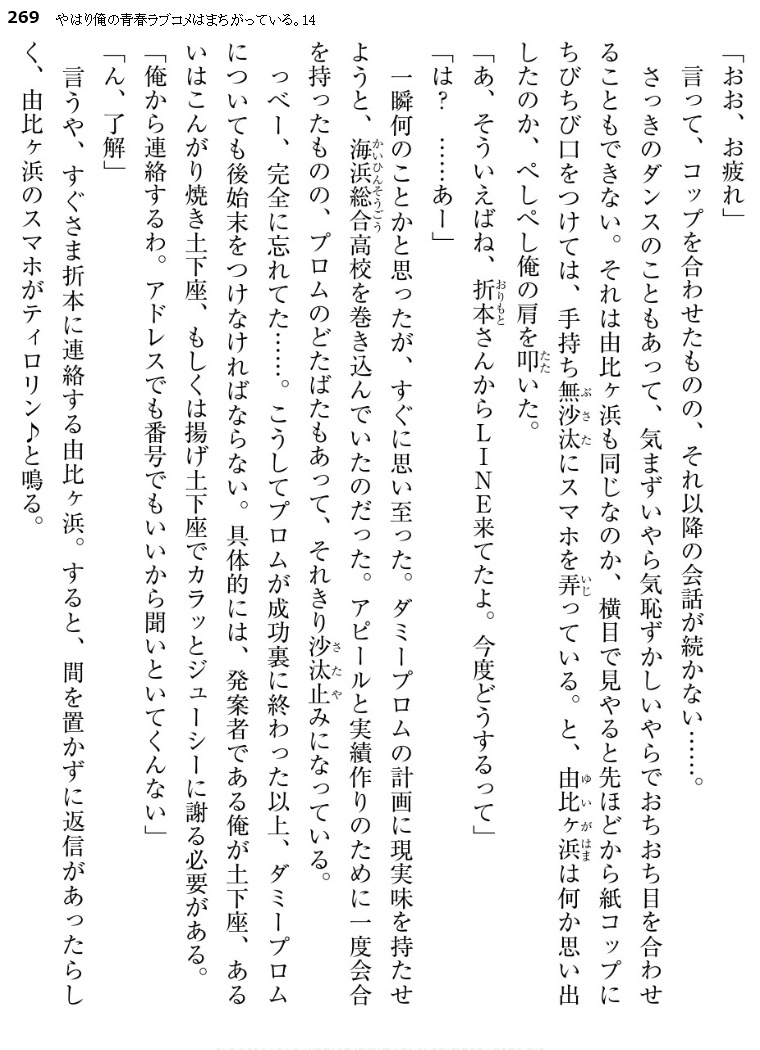 269 やはり俺の青春ラブコメはまちがっている。14
「おお、お疲れ」
　言って、コップを合わせたものの、それ以降の会話が続かない……。
　さっきのダンスのこともあって、気まずいやら気恥ずかしいやらでおちおち目を合わせ
ることもできない。それは由比ヶ浜も同じなのか、横目で見やると先ほどから紙コップに
ちびちび口をつけては、手持ち無沙汰にスマホを弄っている。と、由比ヶ浜は何か思い出
したのか、ぺしぺし俺の肩を叩いた。
「あ、そういえばね、折本さんからLINE来てたよ。今度どうするって」
「は？　……あー」
　一瞬何のことかと思ったが、すぐに思い至った。ダミープロムの計画に現実味を持たせ
ようと、海浜総合高校を巻き込んでいたのだった。アピールと実績作りのために一度会合
を持ったものの、プロムのどたばたもあって、それきり沙汰止みになっている。
　っべー、完全に忘れてた……。こうしてプロムが成功裏に終わった以上、ダミープロム
についても後始末をつけなければならない。具体的には、発案者である俺が土下座、ある
いはこんがり焼き土下座、もしくは揚げ土下座でカラッとジューシーに謝る必要がある。
「俺から連絡するわ。アドレスでも番号でもいいから聞いといてくんない」
「ん、了解」
　言うや、すぐさま折本に連絡する由比ヶ浜。すると、間を置かずに返信があったらし
く、由比ヶ浜のスマホがティロリン♪と鳴る。